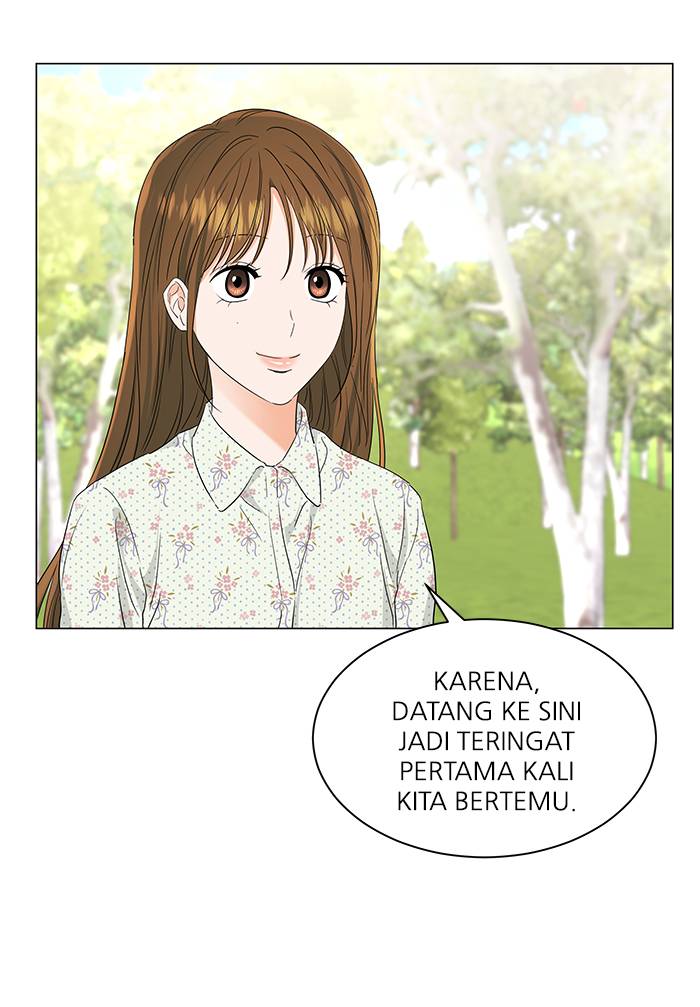 KARENA,
DATANG KE SINI
JADI TERINGAT
PERTAMA KALI
KITA BERTEMU.